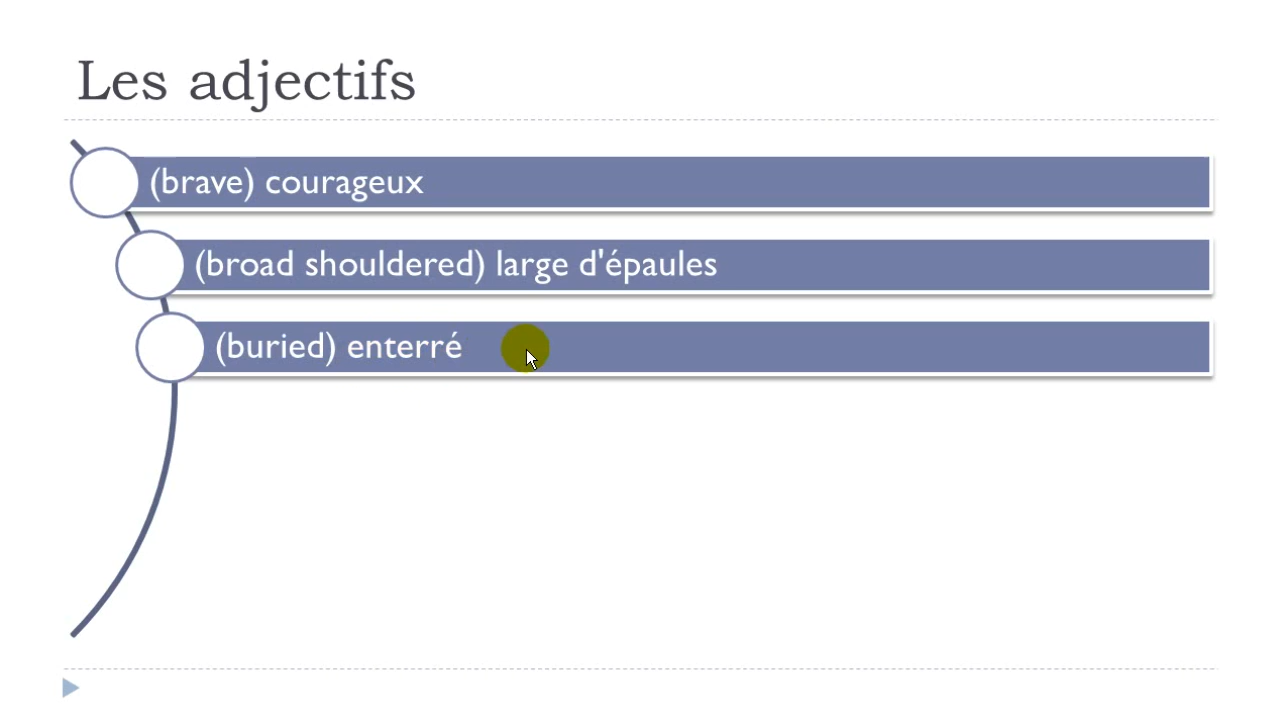 Les adjectifs
(brave) courageux
(broad shouldered) large d'épaules
(buried) enterré